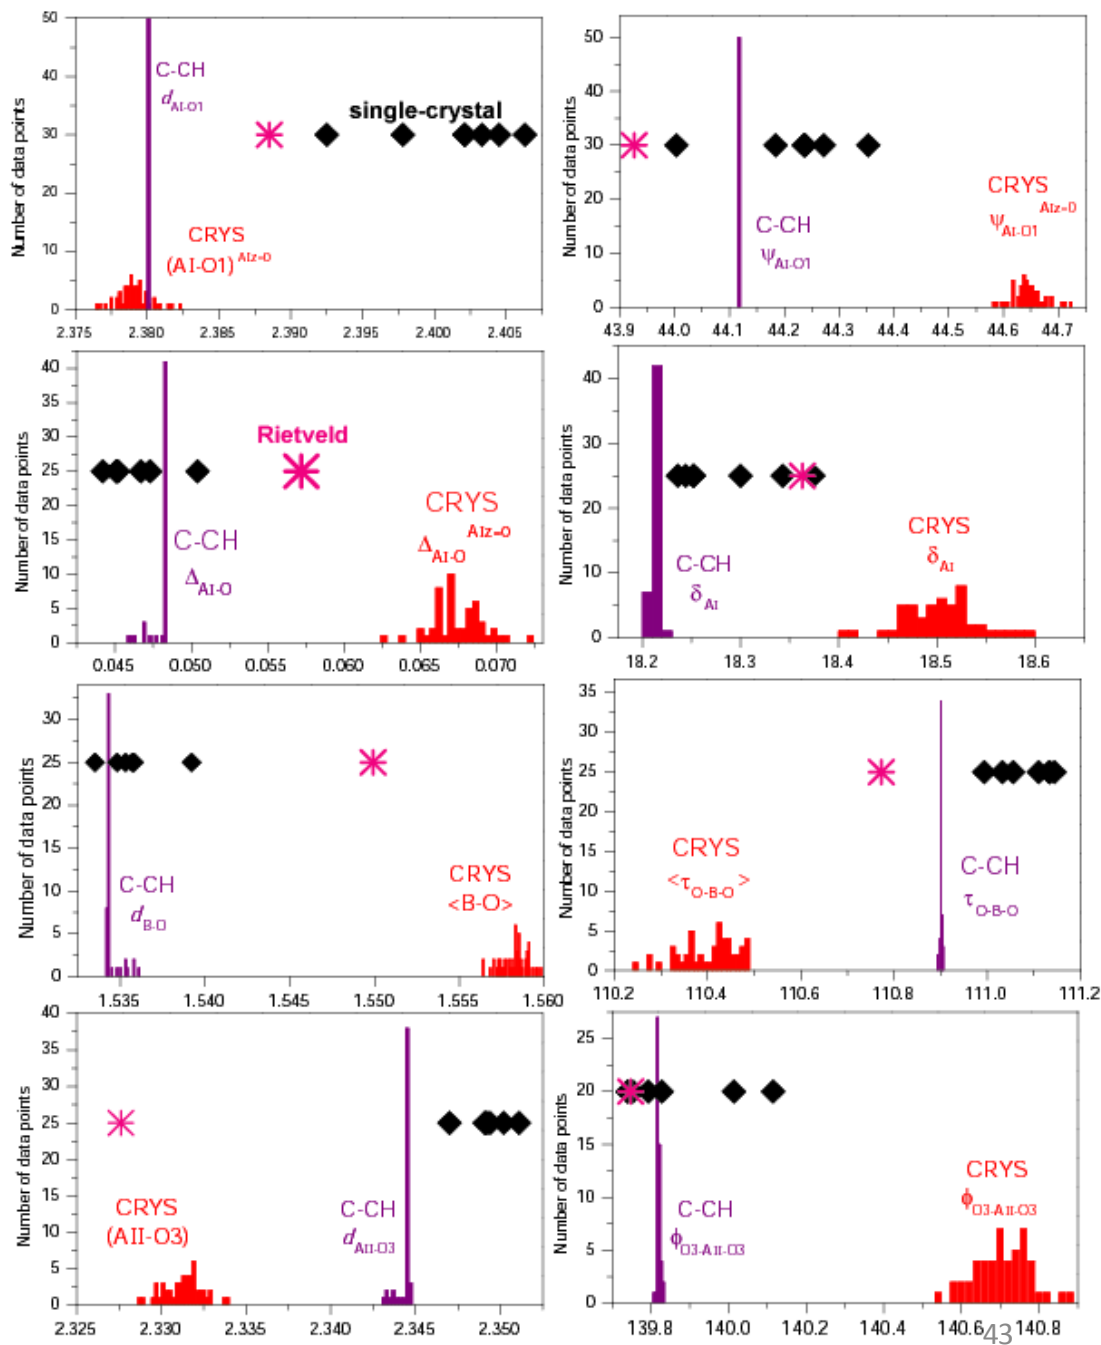 Number of data points
50
40
30
20
10
0
C-CH
dAI-O1
single-crystal
CRYS
(AI-O1)AIz=0
2.375 2.380 2.385 2.390 2.395 2.400 2.405
Number of data points
50
40
30
20
10
0
C-CH
ψAI-O1
CRYS
ψAI-O1 AIz=0
43.9 44.0 44.1 44.2 44.3 44.4 44.5 44.6 44.7
Number of data points
40
35
30
25
20
15
10
5
0
Rietveld
C-CH
ΔAI-O
CRYS
ΔAI-O AIz=0
0.045 0.050 0.055 0.060 0.065 0.070
Number of data points
40
30
20
10
0
C-CH
δAI
CRYS
δAI
18.2 18.3 18.4 18.5 18.6
Number of data points
30
25
20
15
10
5
0
C-CH
dB-O
CRYS
<B-O>
1.535 1.540 1.545 1.550 1.555 1.560
Number of data points
35
30
25
20
15
10
5
0
CRYS
<τO-B-O>
C-CH
τO-B-O
110.2 110.4 110.6 110.8 111.0 111.2
Number of data points
40
35
30
25
20
15
10
5
0
CRYS
(AII-O3)
C-CH
dAII-O3
2.325 2.330 2.335 2.340 2.345 2.350
Number of data points
25
20
15
10
5
0
C-CH
ϕO3-AII-O3
CRYS
ϕO3-AII-O3
139.8 140.0 140.2 140.4 140.6 140.8
43